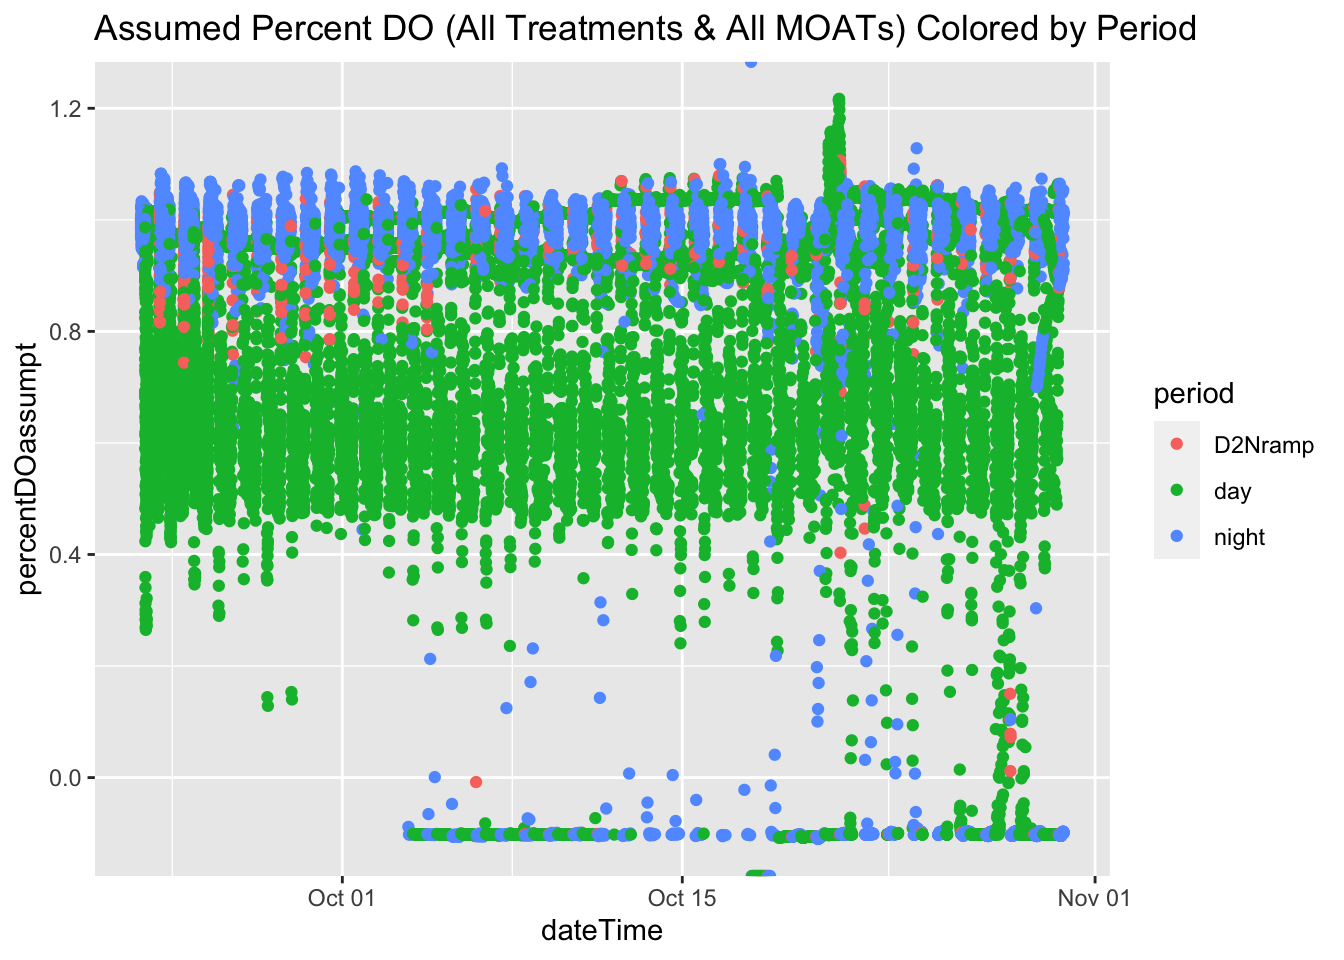 Assumed Percent DO (All Treatments & All MOATs) Colored by Period
percentDOassumpt
1.2
0.8
0.4
0.0
Oct 01
Oct 15
Nov 01
dateTime
period
D2Nramp
day
night